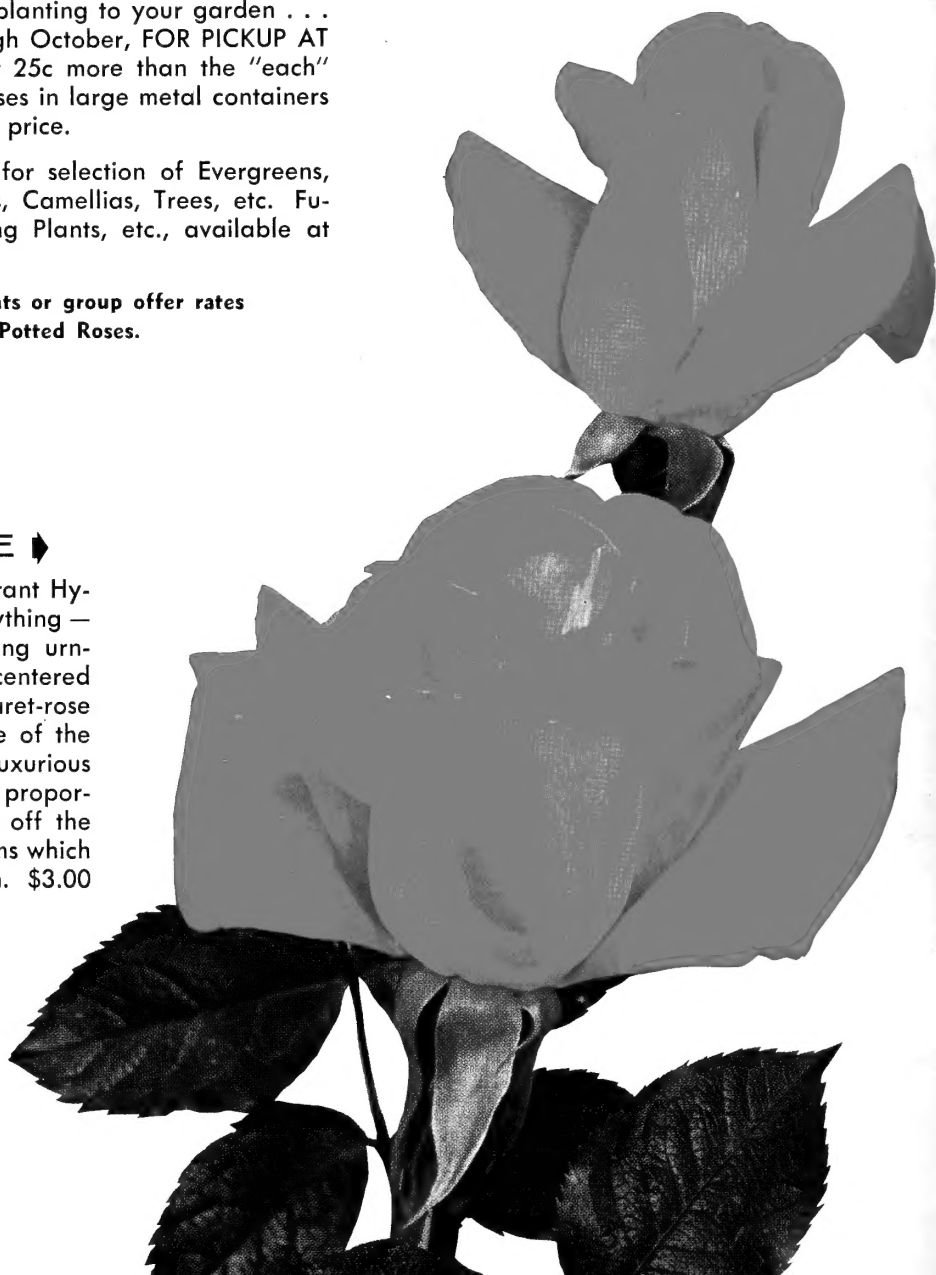 planting to your garden . . .
gh October, FOR PICKUP AT
25c more than the "each"
ses in large metal containers
price.
for selection of Evergreens,
, Camellias, Trees, etc. Fu-
ng Plants, etc., available at
ts or group offer rates
Potted Roses.
E
rant Hy-
ything —
ng urn-
centered
ret-rose
e of the
uxurious
propor-
off the
ns which
. $3.00